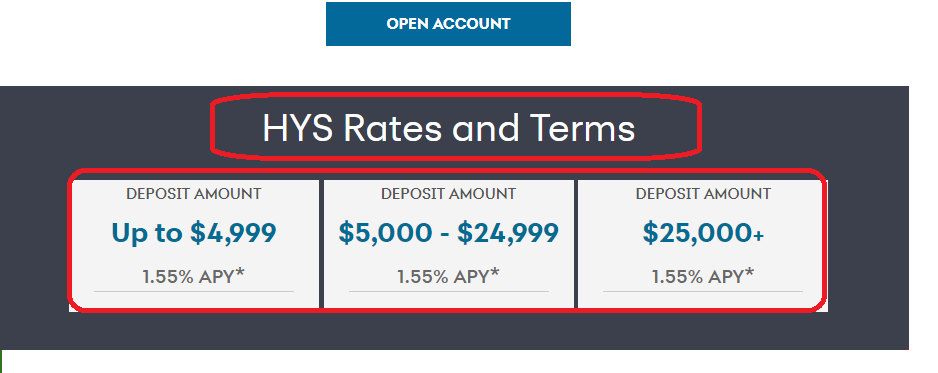 OPEN ACCOUNT
HYS Rates and Terms
DEPOSIT AMOUNT
Up to $4,999
1.55% APY*
DEPOSIT AMOUNT
$5,000 - $24,999
1.55% APY*
DEPOSIT AMOUNT
$25,000+
1.55% APY*